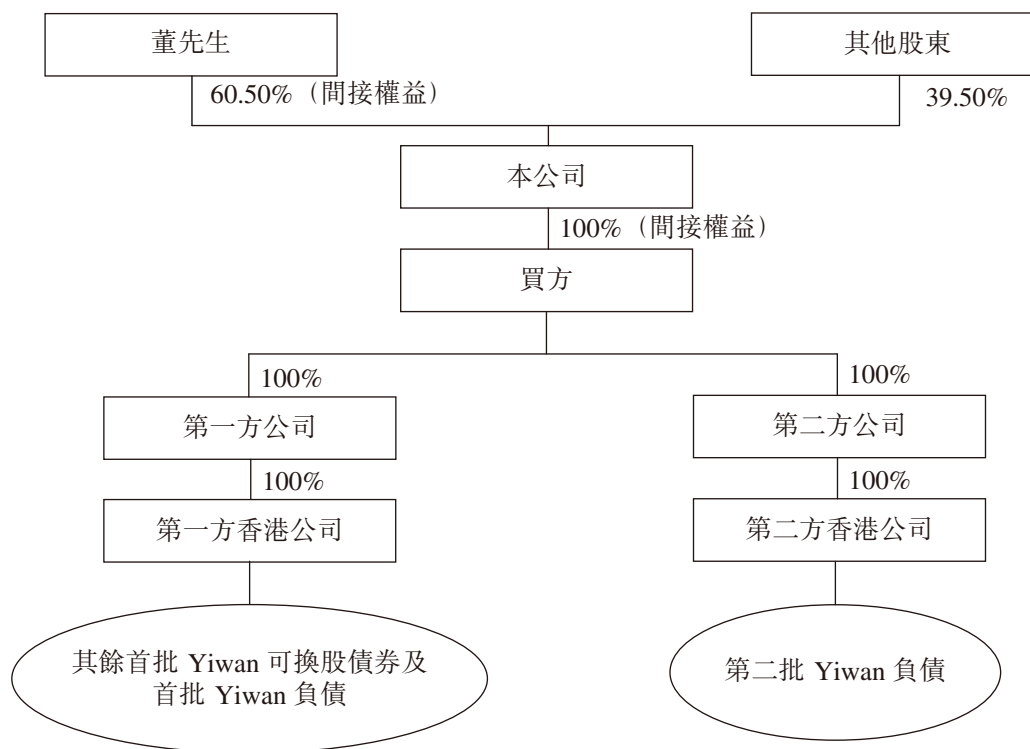 董先生
其他股東
60.50%（間接權益）
39.50%
本公司
100%（間接權益）
買方
100%
100%
第一方公司
第二方公司
100%
100%
第一方香港公司
第二方香港公司
其餘首批 Yiwan 可換股債券及
首批 Yiwan 負債
第二批 Yiwan 負債